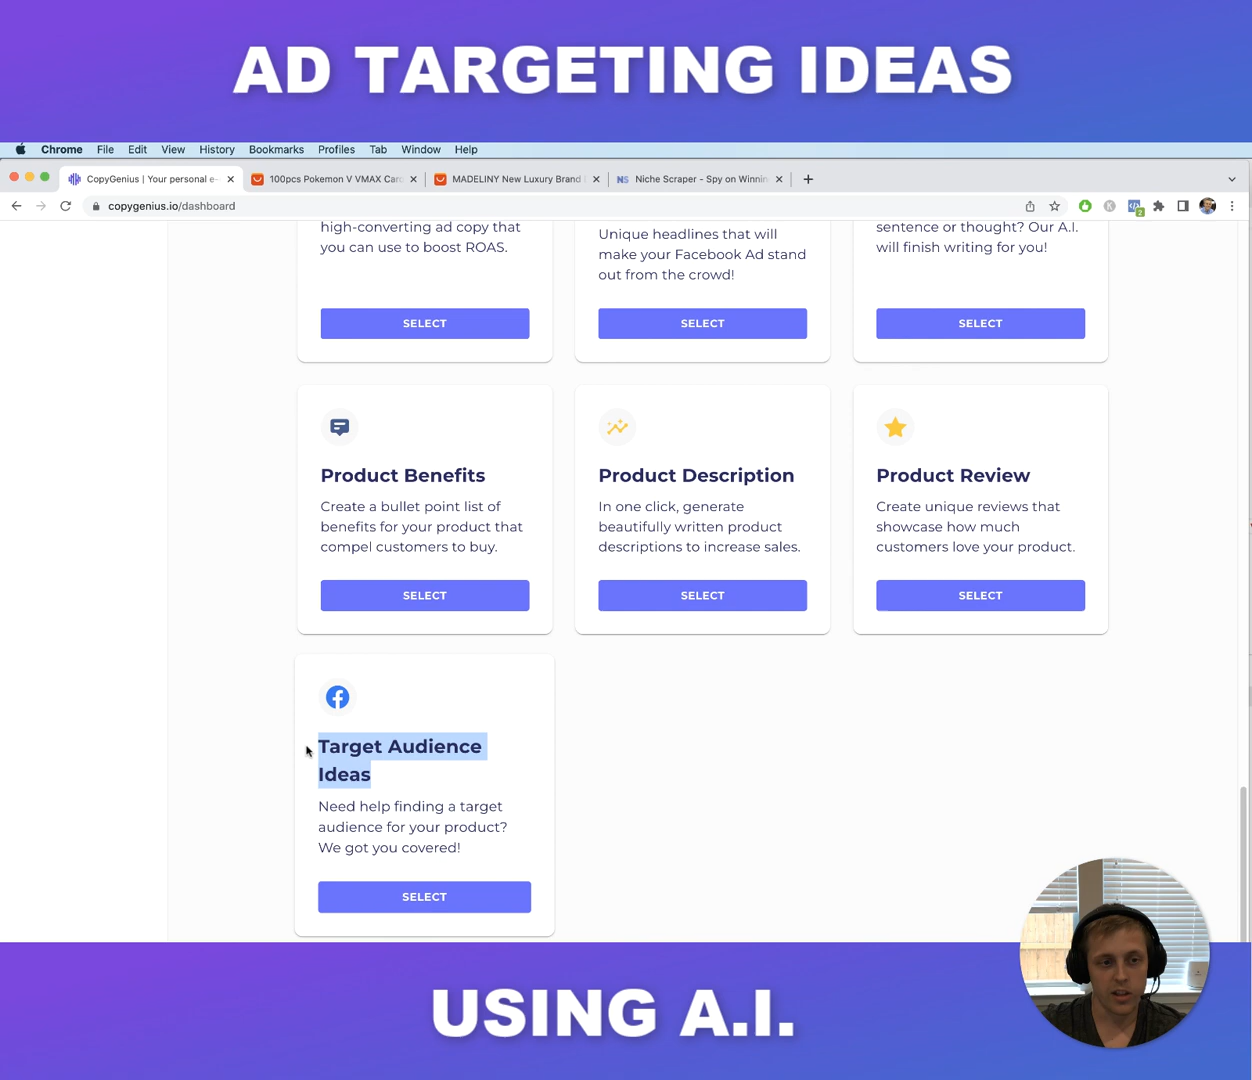 AD TARGETING IDEAS
Chrome File Edit View History Bookmarks Profiles Tab Window Help
CopyGenius | Your personal e-
100pcs Pokemon V VMAX Card
MADELINY New Luxury Brand
NS Niche Scraper - Spy on Winnin
copygenius.io/dashboard
2
high-converting ad copy that
you can use to boost ROAS.
SELECT
Unique headlines that will
make your Facebook Ad stand
out from the crowd!
SELECT
sentence or thought? Our A.I.
will finish writing for you!
SELECT
Product Benefits
Create a bullet point list of
benefits for your product that
compel customers to buy.
SELECT
Product Description
In one click, generate
beautifully written product
descriptions to increase sales.
SELECT
Product Review
Create unique reviews that
showcase how much
customers love your product.
SELECT
Target Audience
Ideas
Need help finding a target
audience for your product?
We got you covered!
SELECT
USING A.I.